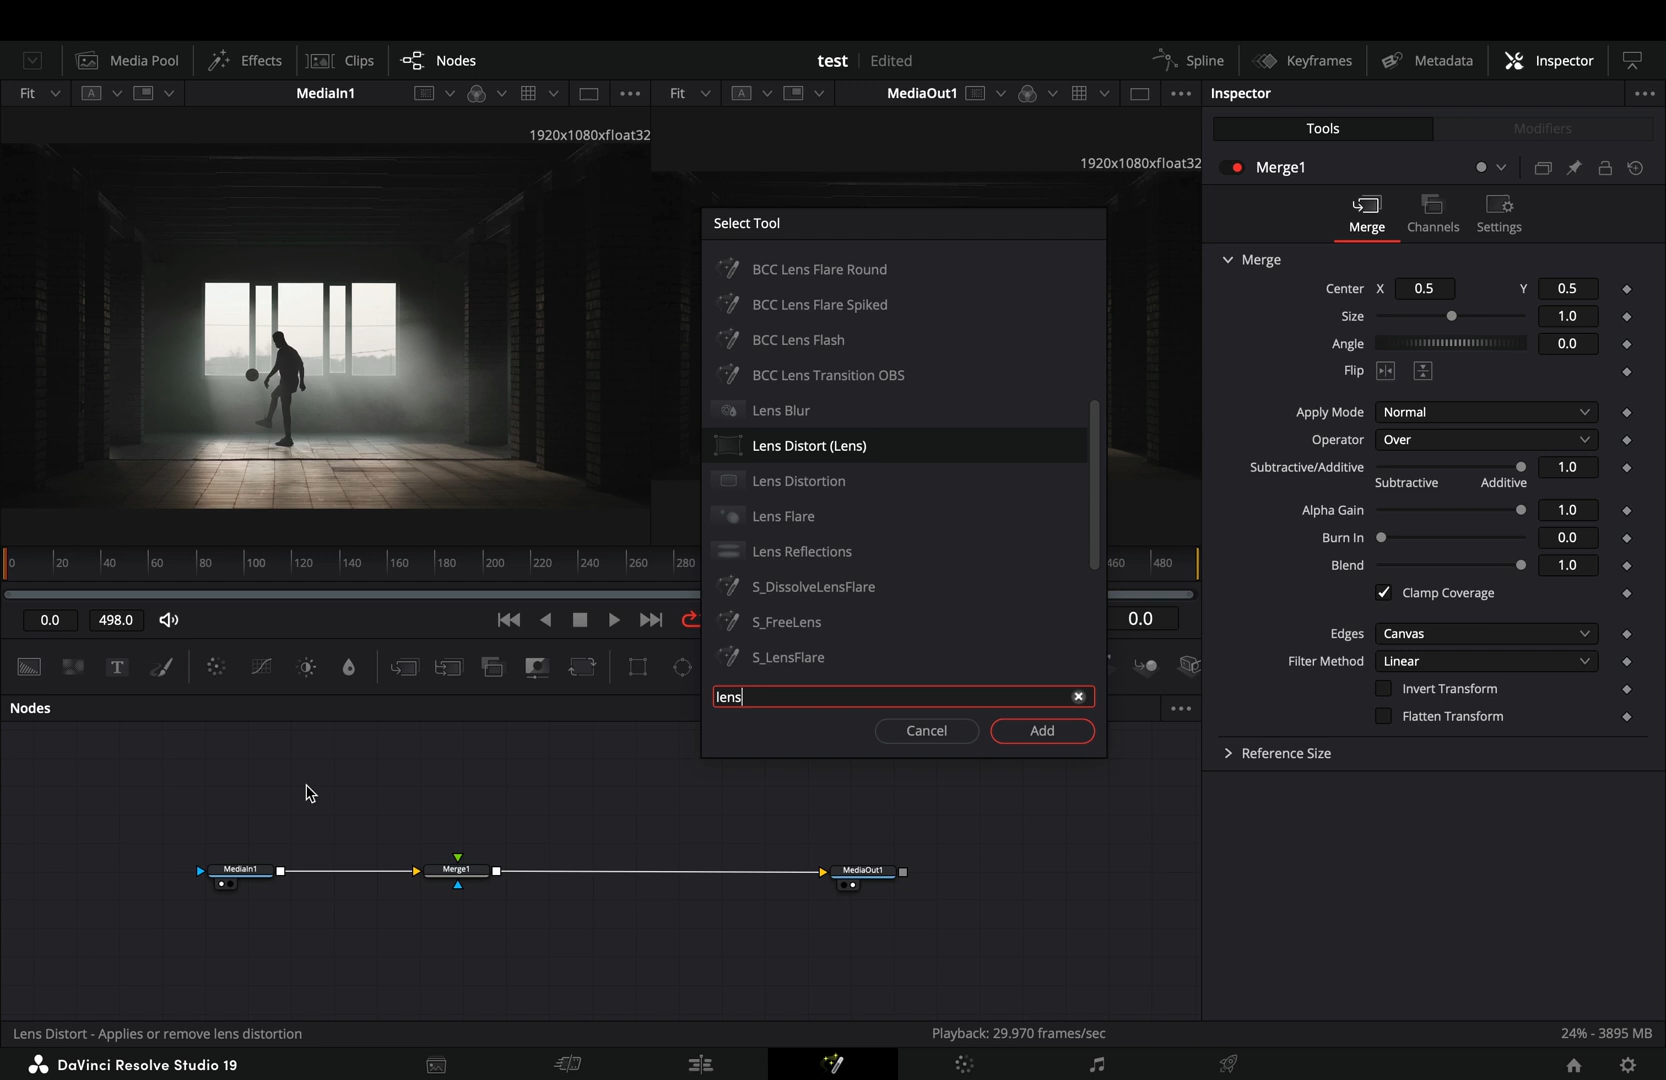 Media Pool Effects Clips Nodes test Edited Spline Keyframes Metadata Inspector
Fit A MediaIn1 Fit A MediaOut1 Inspector
1920x1080xfloat32
1920x1080xfloat32
Tools Modifiers
Merge1
Merge Channels Settings
Merge
Center X 0.5 Y 0.5
Size 1.0
Angle 0.0
Flip
Apply Mode Normal
Operator Over
Subtractive/Additive 1.0
Subtractive Additive
Alpha Gain 1.0
Burn In 0.0
Blend 1.0
Clamp Coverage
Edges Canvas
Filter Method Linear
Invert Transform
Flatten Transform
Reference Size
Select Tool
BCC Lens Flare Round
BCC Lens Flare Spiked
BCC Lens Flash
BCC Lens Transition OBS
Lens Blur
Lens Distort (Lens)
Lens Distortion
Lens Flare
Lens Reflections
S_DissolveLensFlare
S_FreeLens
S_LensFlare
lens
Cancel Add
0 20 40 60 80 100 120 140 160 180 200 220 240 260 280 460 480
0.0 498.0 0.0
T
Nodes
MediaIn1 Merge1 MediaOut1
Lens Distort - Applies or remove lens distortion Playback: 29.970 frames/sec 24% - 3895 MB
DaVinci Resolve Studio 19